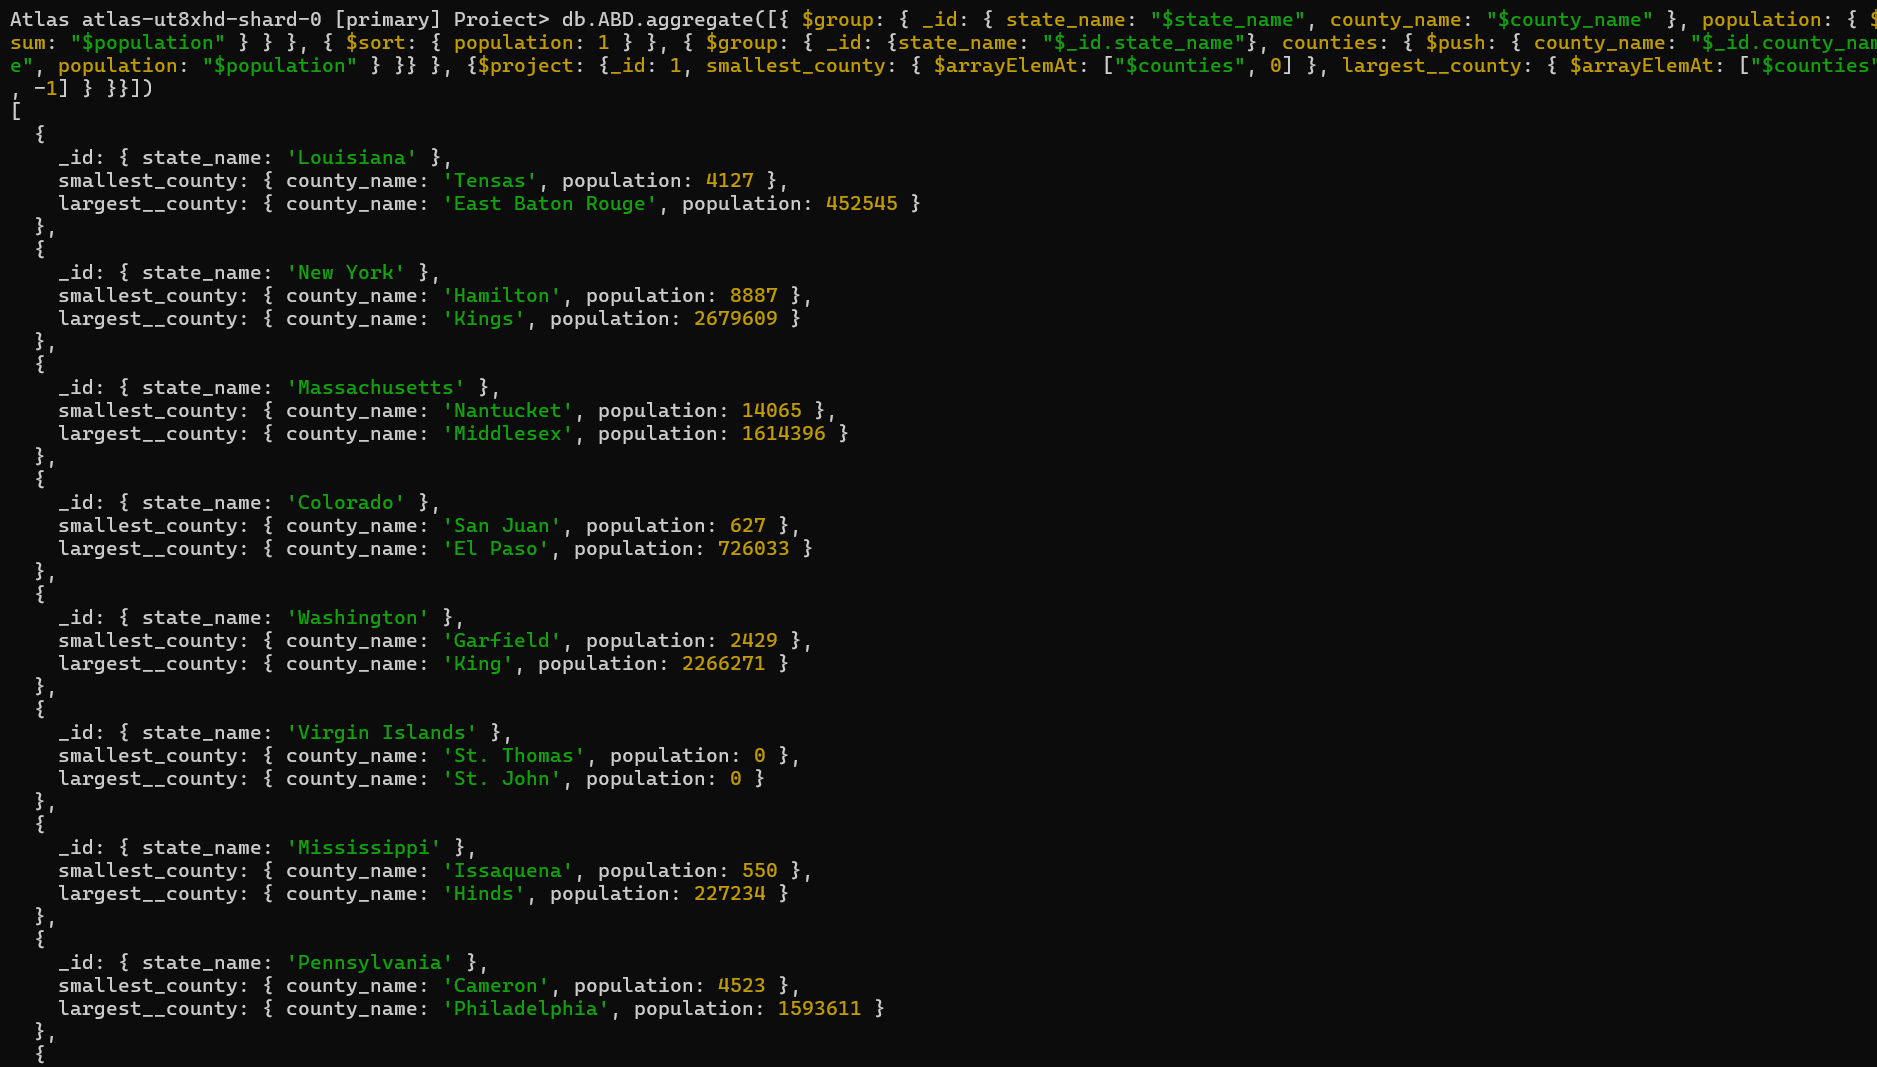 Atlas atlas-ut8xhd-shard-0 [primary] Project> db.ABD.aggregate([{ $group: { _id: { state_name: "$state_name", county_name: "$county_name" }, population: { $
sum: "$population" } } }, { $sort: { population: 1 } }, { $group: { _id: {state_name: "$_id.state_name"}, counties: { $push: { county_name: "$_id.county_nam
e", population: "$population" } }} }, {$project: {_id: 1, smallest_county: { $arrayElemAt: ["$counties", 0] }, largest__county: { $arrayElemAt: ["$counties"
, -1] } }}])
[
  {
    _id: { state_name: 'Louisiana' },
    smallest_county: { county_name: 'Tensas', population: 4127 },
    largest__county: { county_name: 'East Baton Rouge', population: 452545 }
  },
  {
    _id: { state_name: 'New York' },
    smallest_county: { county_name: 'Hamilton', population: 8887 },
    largest__county: { county_name: 'Kings', population: 2679609 }
  },
  {
    _id: { state_name: 'Massachusetts' },
    smallest_county: { county_name: 'Nantucket', population: 14065 },
    largest__county: { county_name: 'Middlesex', population: 1614396 }
  },
  {
    _id: { state_name: 'Colorado' },
    smallest_county: { county_name: 'San Juan', population: 627 },
    largest__county: { county_name: 'El Paso', population: 726033 }
  },
  {
    _id: { state_name: 'Washington' },
    smallest_county: { county_name: 'Garfield', population: 2429 },
    largest__county: { county_name: 'King', population: 2266271 }
  },
  {
    _id: { state_name: 'Virgin Islands' },
    smallest_county: { county_name: 'St. Thomas', population: 0 },
    largest__county: { county_name: 'St. John', population: 0 }
  },
  {
    _id: { state_name: 'Mississippi' },
    smallest_county: { county_name: 'Issaquena', population: 550 },
    largest__county: { county_name: 'Hinds', population: 227234 }
  },
  {
    _id: { state_name: 'Pennsylvania' },
    smallest_county: { county_name: 'Cameron', population: 4523 },
    largest__county: { county_name: 'Philadelphia', population: 1593611 }
  },
  {